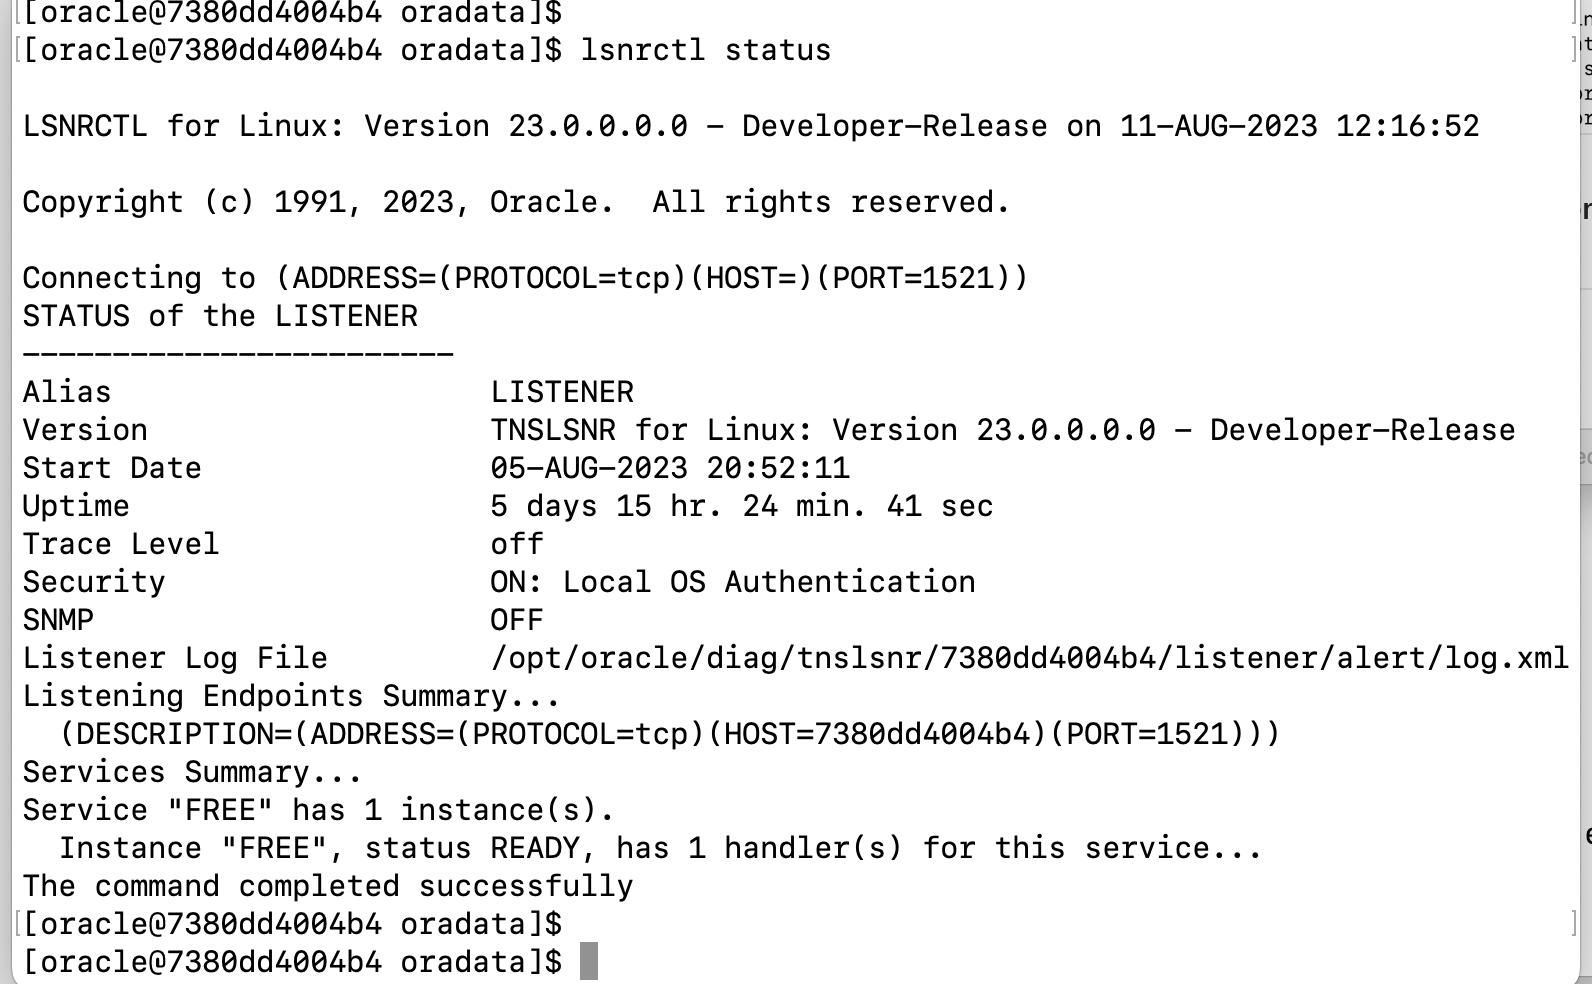 [oracle@7380dd4004b4 oradata]$
[oracle@7380dd4004b4 oradata]$ lsnrctl status

LSNRCTL for Linux: Version 23.0.0.0.0 - Developer-Release on 11-AUG-2023 12:16:52

Copyright (c) 1991, 2023, Oracle.  All rights reserved.

Connecting to (ADDRESS=(PROTOCOL=tcp)(HOST=)(PORT=1521))
STATUS of the LISTENER
------------------------
Alias                     LISTENER
Version                   TNSLSNR for Linux: Version 23.0.0.0.0 - Developer-Release
Start Date                05-AUG-2023 20:52:11
Uptime                    5 days 15 hr. 24 min. 41 sec
Trace Level               off
Security                  ON: Local OS Authentication
SNMP                      OFF
Listener Log File         /opt/oracle/diag/tnslsnr/7380dd4004b4/listener/alert/log.xml
Listening Endpoints Summary...
  (DESCRIPTION=(ADDRESS=(PROTOCOL=tcp)(HOST=7380dd4004b4)(PORT=1521)))
Services Summary...
Service "FREE" has 1 instance(s).
  Instance "FREE", status READY, has 1 handler(s) for this service...
The command completed successfully
[oracle@7380dd4004b4 oradata]$
[oracle@7380dd4004b4 oradata]$